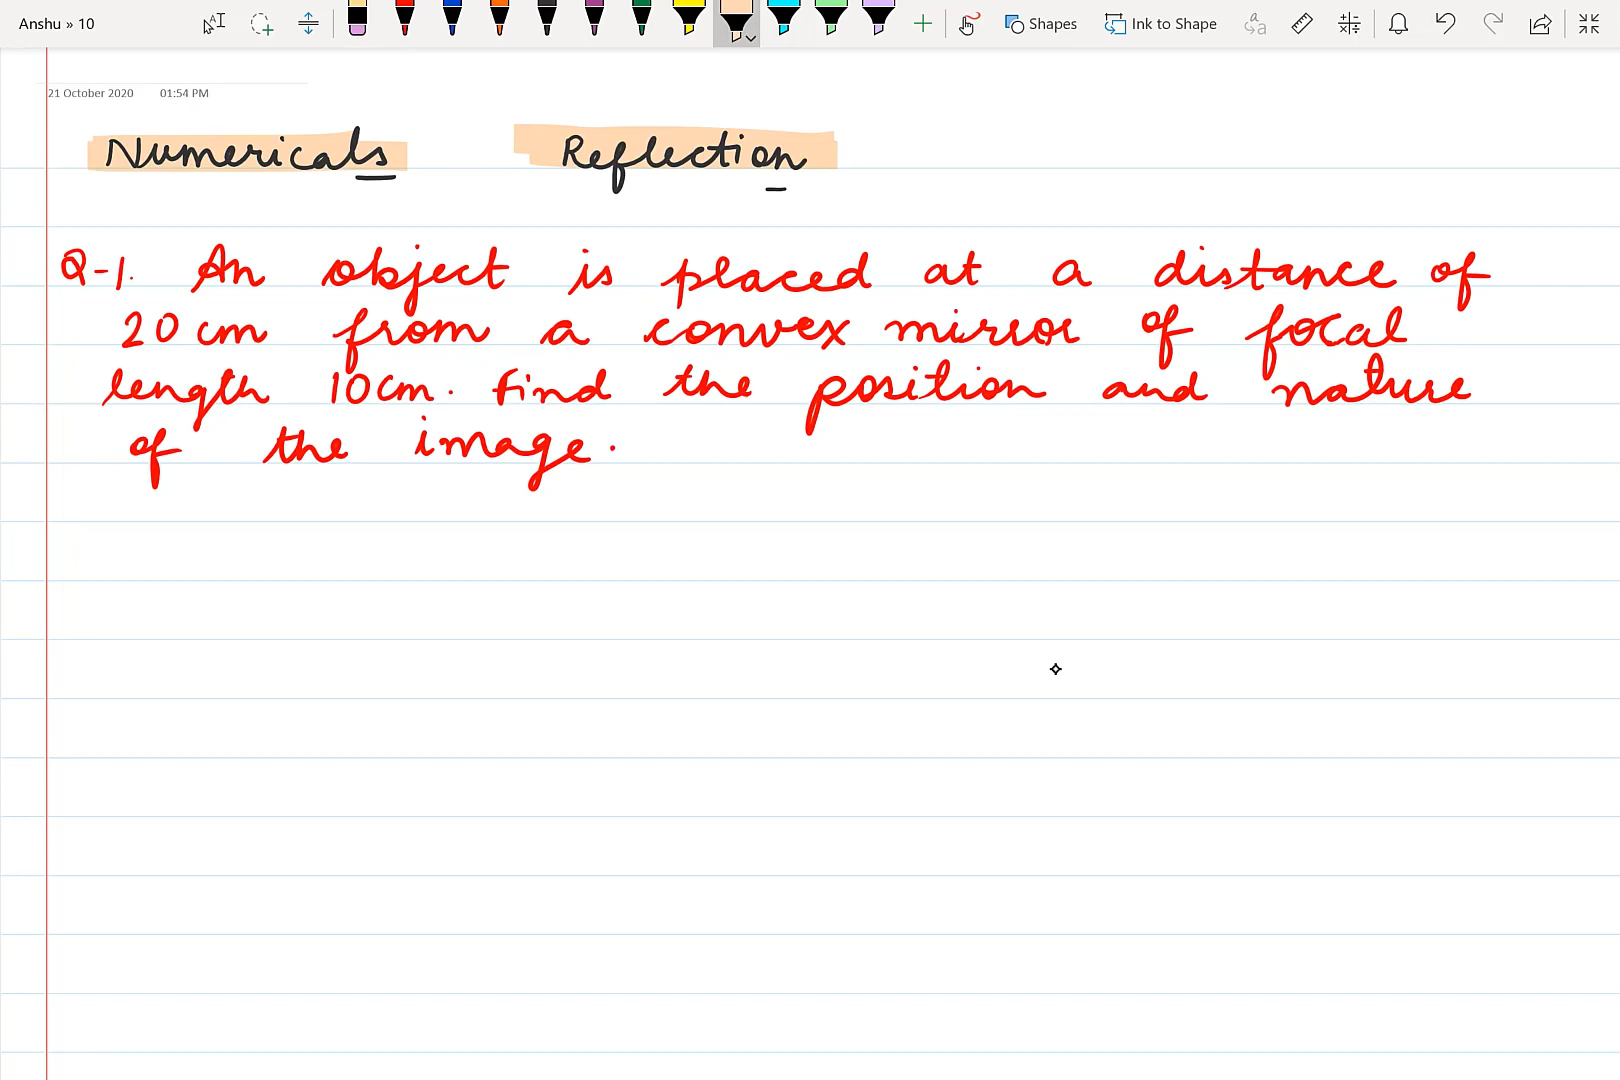 Anshu » 10
Shapes
Ink to Shape
21 October 2020 01:54 PM
Numericals Reflection
Q-1. An object is placed at a distance of
20 cm from a convex mirror of focal
length 10cm. Find the position and nature
of the image.